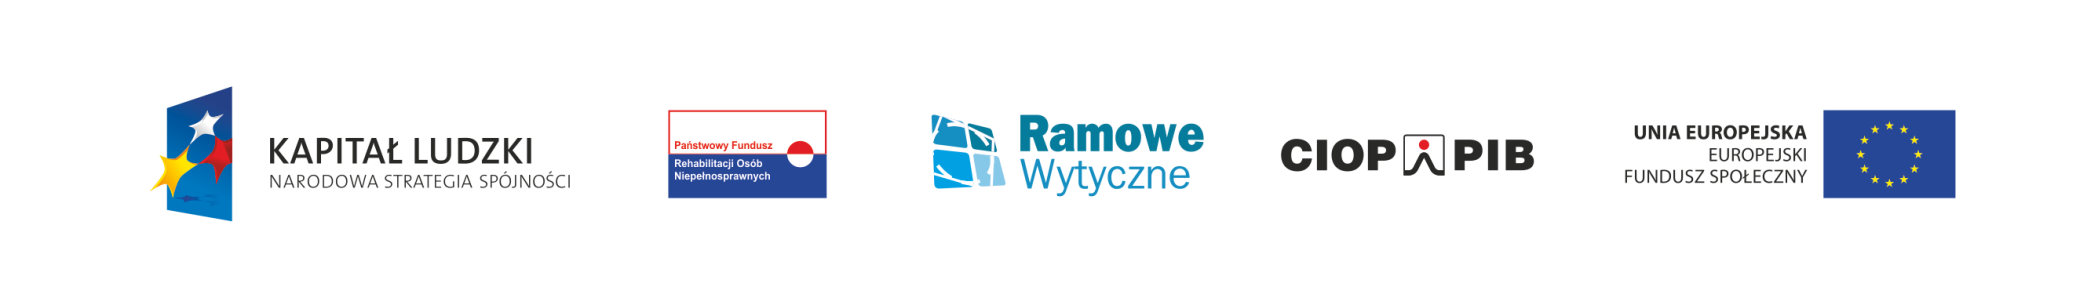 KAPITAŁ LUDZKI
NARODOWA STRATEGIA SPÓJNOŚCI
Państwowy Fundusz
Rehabilitacji Osób
Niepełnosprawnych
Ramowe
Wytyczne
CIOP PIB
UNIA EUROPEJSKA
EUROPEJSKI
FUNDUSZ SPOŁECZNY